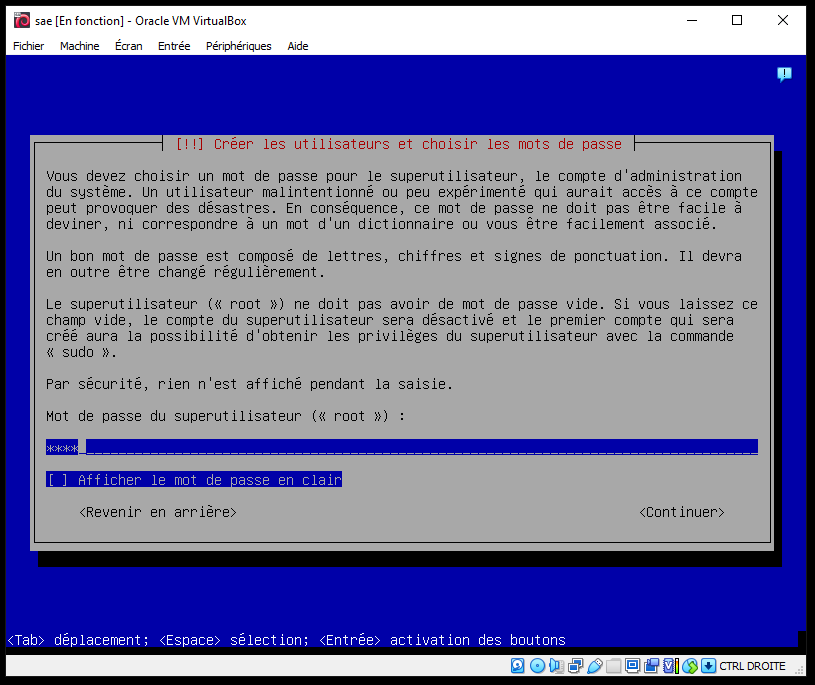 sae [En fonction] - Oracle VM VirtualBox
Fichier Machine Écran Entrée Périphériques Aide
[!!] Créer les utilisateurs et choisir les mots de passe
Vous devez choisir un mot de passe pour le superutilisateur, le compte d'administration
du système. Un utilisateur malintentionné ou peu expérimenté qui aurait accès à ce compte
peut provoquer des désastres. En conséquence, ce mot de passe ne doit pas être facile à
deviner, ni correspondre à un mot d'un dictionnaire ou vous être facilement associé.
Un bon mot de passe est composé de lettres, chiffres et signes de ponctuation. Il devra
en outre être changé régulièrement.
Le superutilisateur (« root ») ne doit pas avoir de mot de passe vide. Si vous laissez ce
champ vide, le compte du superutilisateur sera désactivé et le premier compte qui sera
créé aura la possibilité d'obtenir les privilèges du superutilisateur avec la commande
« sudo ».
Par sécurité, rien n'est affiché pendant la saisie.
Mot de passe du superutilisateur (« root ») :
****
[ ] Afficher le mot de passe en clair
<Revenir en arrière> <Continuer>
<Tab> déplacement; <Espace> sélection; <Entrée> activation des boutons
CTRL DROITE